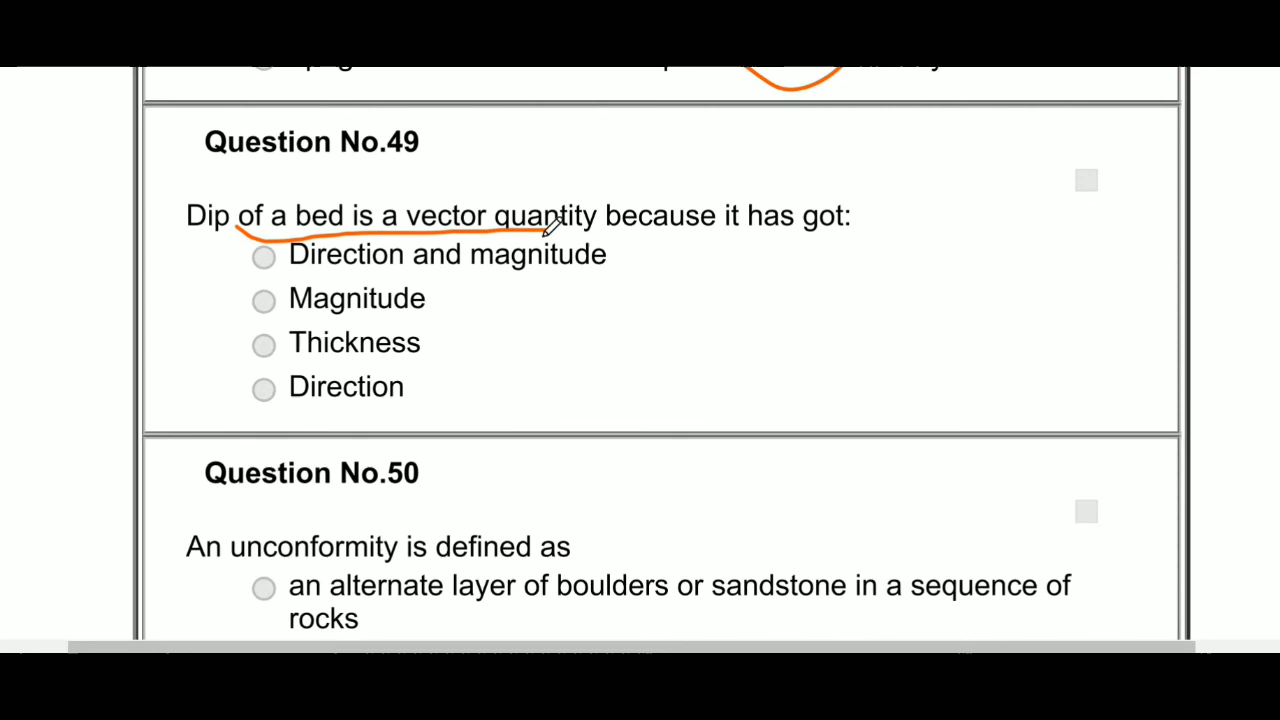 Question No.49
Dip of a bed is a vector quantity because it has got:
Direction and magnitude
Magnitude
Thickness
Direction
Question No.50
An unconformity is defined as
an alternate layer of boulders or sandstone in a sequence of
rocks